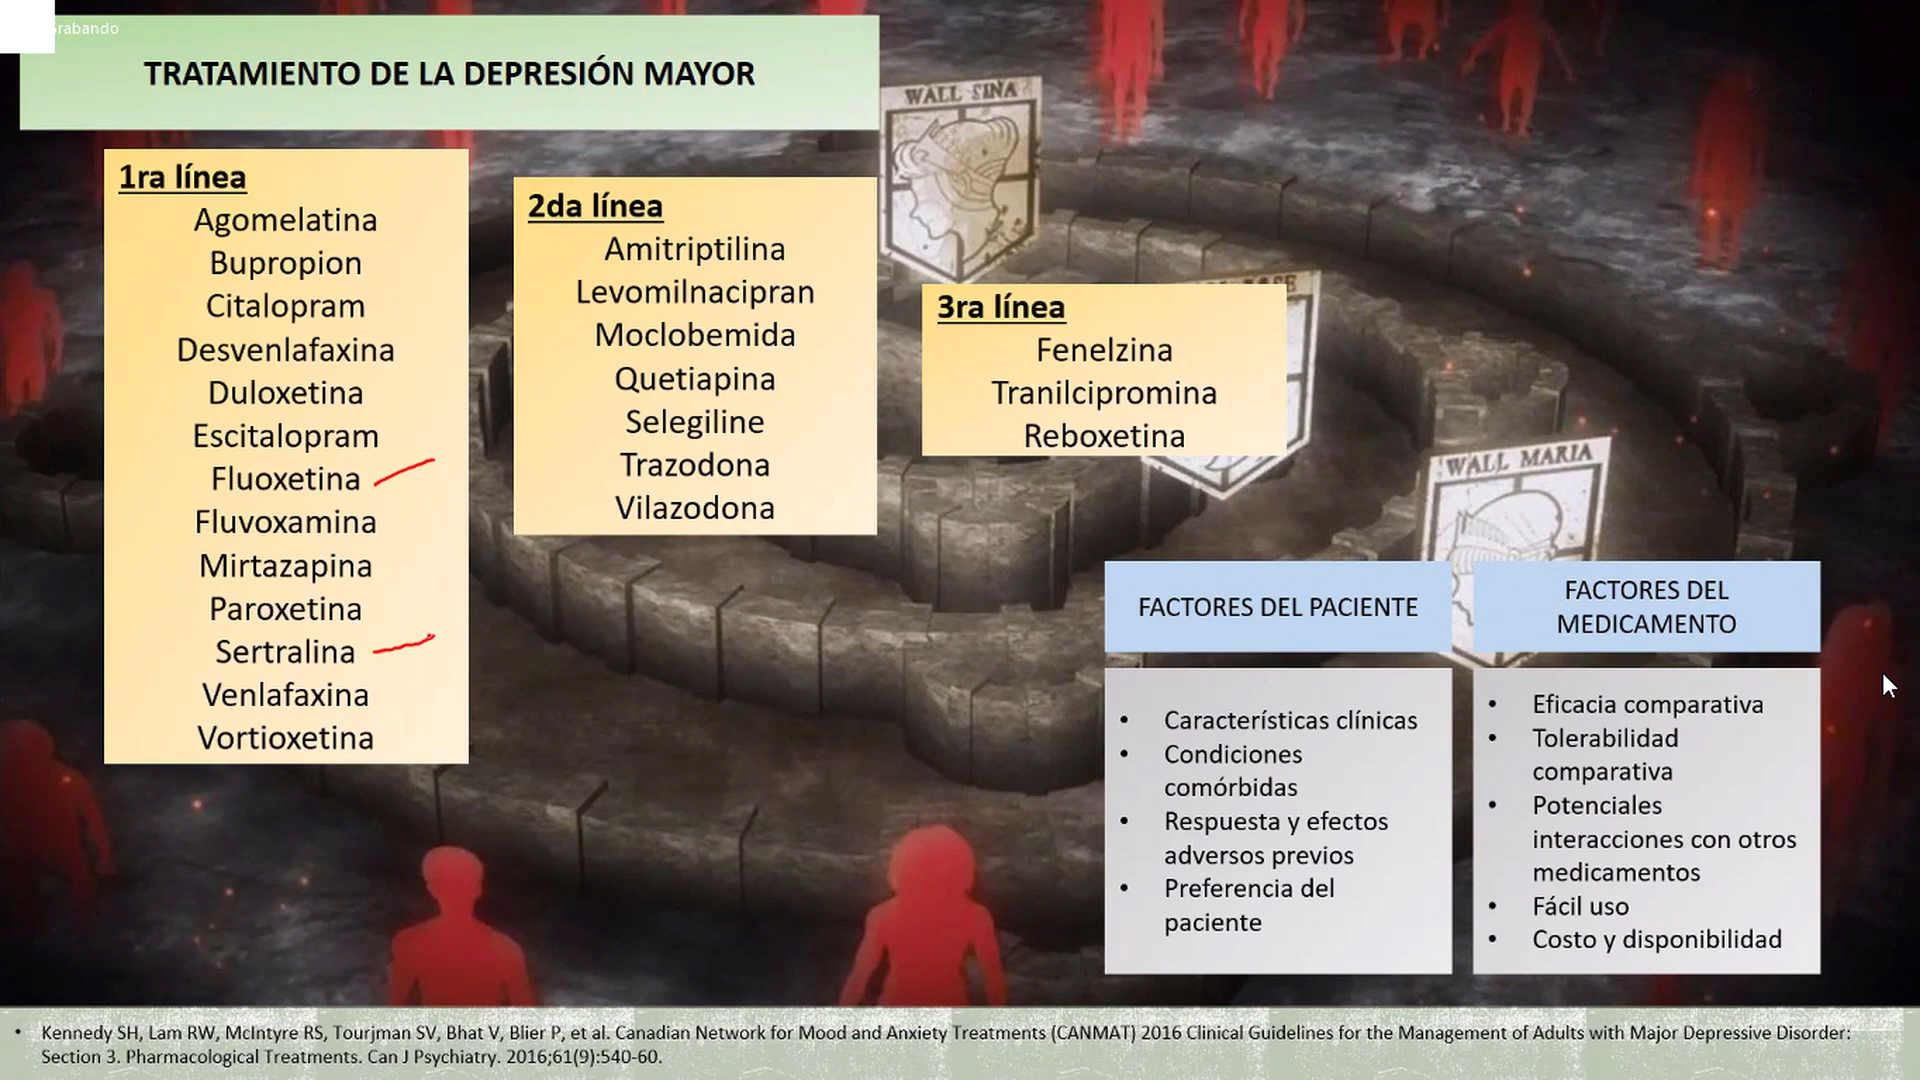 rabando
TRATAMIENTO DE LA DEPRESIÓN MAYOR
1ra línea
Agomelatina
Bupropion
Citalopram
Desvenlafaxina
Duloxetina
Escitalopram
Fluoxetina
Fluvoxamina
Mirtazapina
Paroxetina
Sertralina
Venlafaxina
Vortioxetina
2da línea
Amitriptilina
Levomilnacipran
Moclobemida
Quetiapina
Selegiline
Trazodona
Vilazodona
WALL SINA
3ra línea
Fenelzina
Tranilcipromina
Reboxetina
WALL MARIA
FACTORES DEL PACIENTE
• Características clínicas
• Condiciones
comórbidas
• Respuesta y efectos
adversos previos
• Preferencia del
paciente
FACTORES DEL
MEDICAMENTO
• Eficacia comparativa
• Tolerabilidad
comparativa
• Potenciales
interacciones con otros
medicamentos
• Fácil uso
• Costo y disponibilidad
• Kennedy SH, Lam RW, McIntyre RS, Tourjman SV, Bhat V, Blier P, et al. Canadian Network for Mood and Anxiety Treatments (CANMAT) 2016 Clinical Guidelines for the Management of Adults with Major Depressive Disorder:
Section 3. Pharmacological Treatments. Can J Psychiatry. 2016;61(9):540-60.